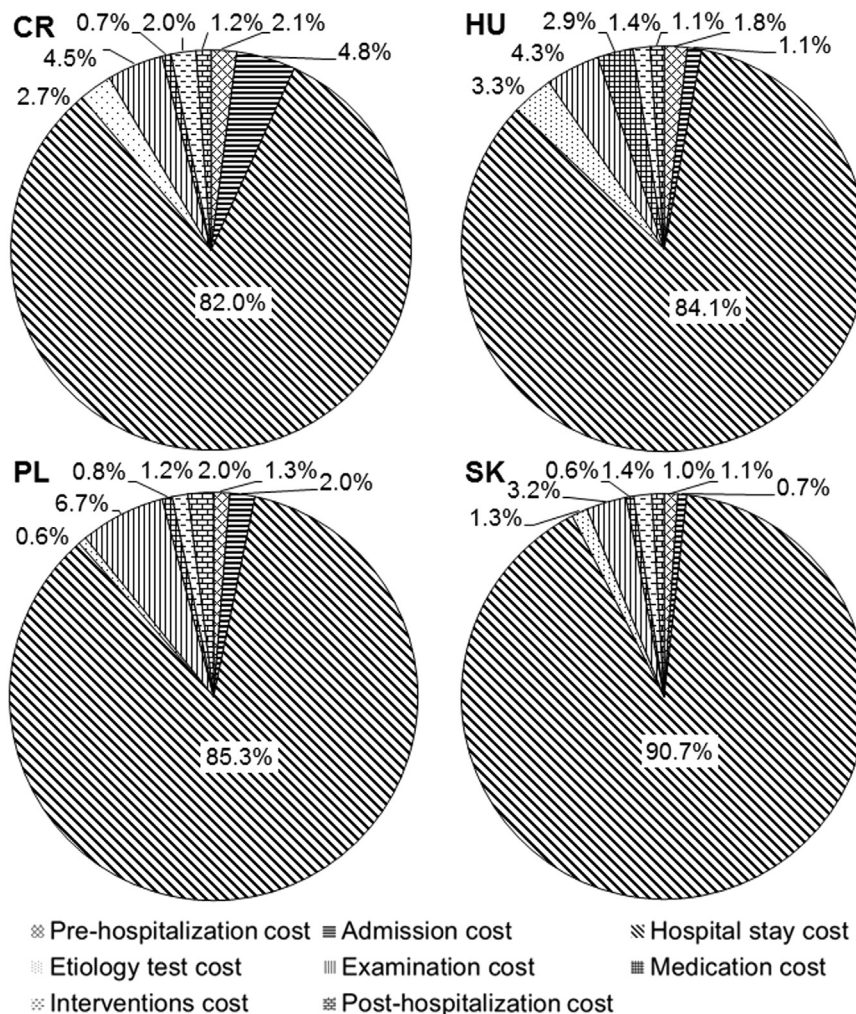 CR
0.7% 2.0% 1.2% 2.1%
4.5% 4.8%
2.7%
82.0%
HU
2.9% 1.4% 1.1% 1.8%
4.3% 1.1%
3.3%
84.1%
PL
0.8% 1.2% 2.0% 1.3% 2.0%
6.7%
0.6%
85.3%
SK
0.6% 1.4% 1.0% 1.1% 0.7%
3.2%
1.3%
90.7%
Pre-hospitalization cost Admission cost Hospital stay cost
Etiology test cost Examination cost Medication cost
Interventions cost Post-hospitalization cost